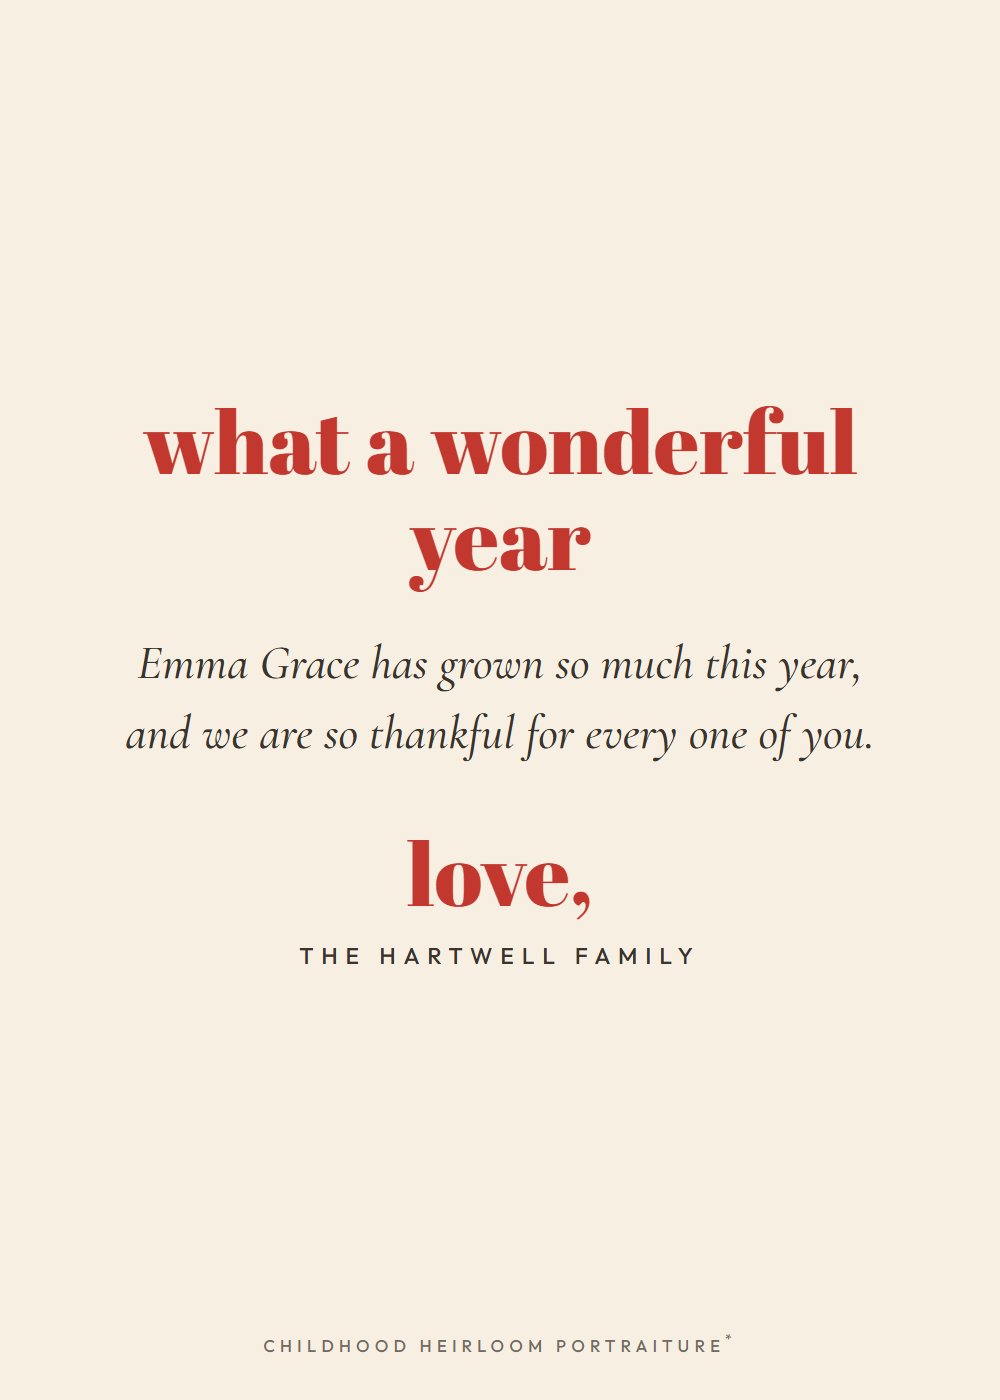 what a wonderful
year
Emma Grace has grown so much this year,
and we are so thankful for every one of you.
love,
THE HARTWELL FAMILY
CHILDHOOD HEIRLOOM PORTRAITURE*